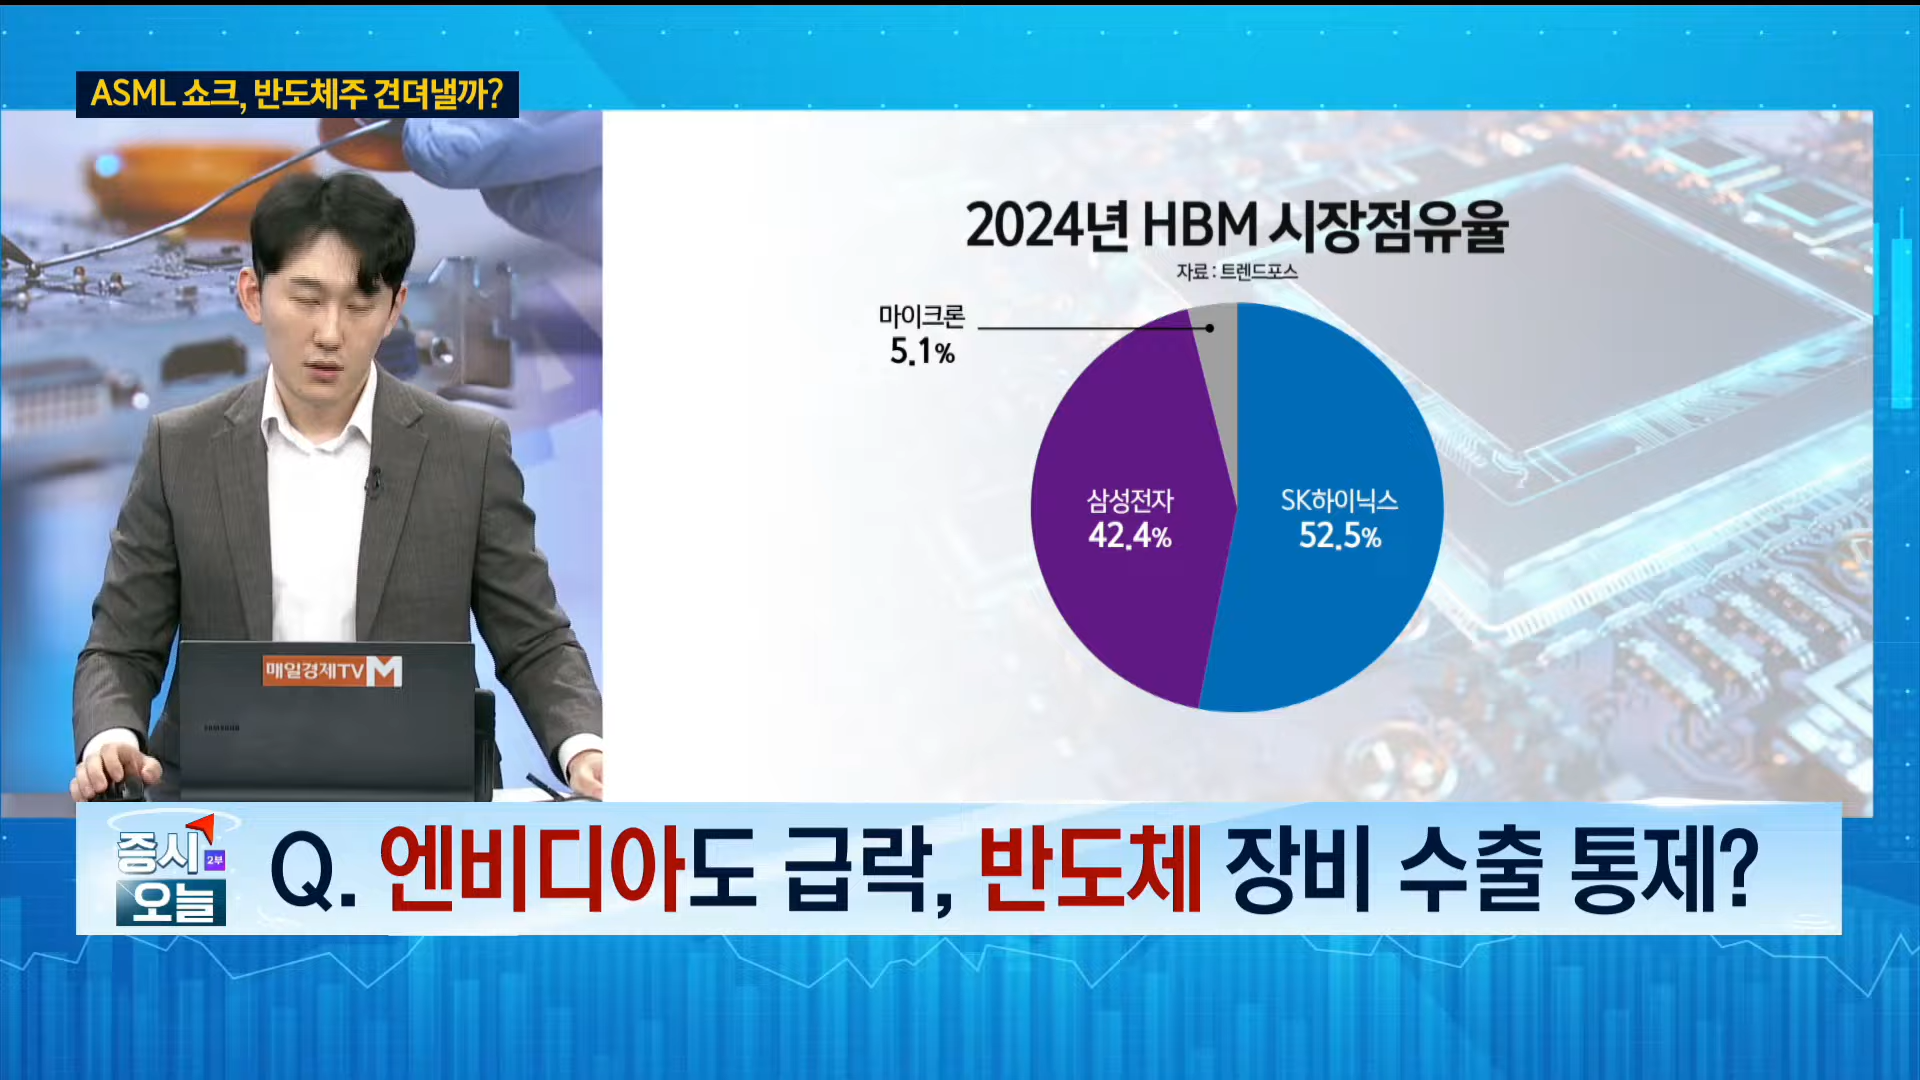 ASML 쇼크, 반도체주 견뎌낼까?
2024년 HBM 시장점유율
자료 : 트렌드포스
마이크론
5.1%
삼성전자
42.4%
SK하이닉스
52.5%
매일경제TV M
SAMSUNG
증시 2부
오늘
Q. 엔비디아도 급락, 반도체 장비 수출 통제?